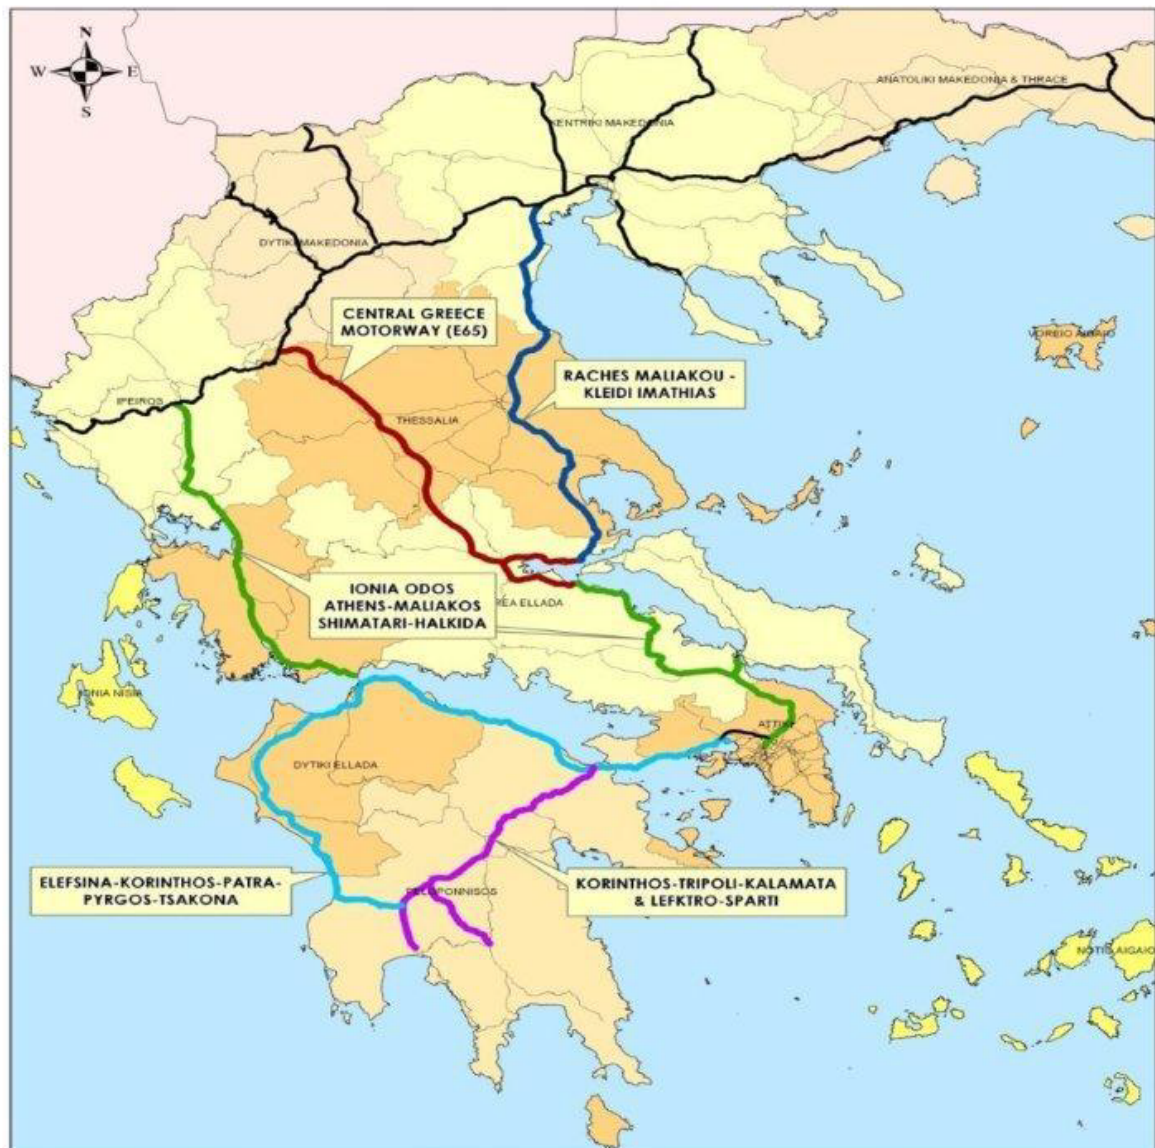 N
W E
S
ANATOLIKI MAKEDONIA & THRACE
KENTRIKI MAKEDONIA
DYTIKI MAKEDONIA
CENTRAL GREECE
MOTORWAY (E65)
VOREIO AIGAIO
RACHES MALIAKOU -
KLEIDI IMATHIAS
IPEIROS
THESSALIA
IONIA ODOS
ATHENS-MALIAKOS
SHIMATARI-HALKIDA
REA ELLADA
IONIA NISIA
ATTIKI
DYTIKI ELLADA
ELEFSINA-KORINTHOS-PATRA-
PYRGOS-TSAKONA
PELOPONNISOS
KORINTHOS-TRIPOLI-KALAMATA
& LEFKTRO-SPARTI
NOTIO AIGAIO